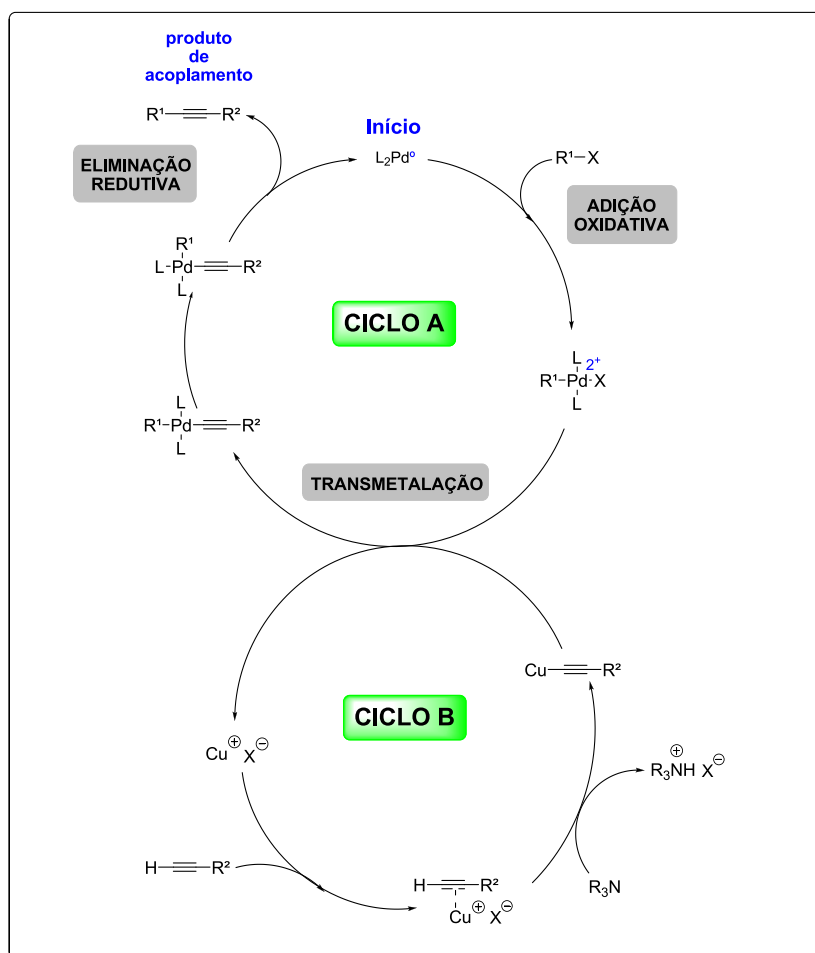 produto
de
acoplamento
R¹ R²
Início
L₂Pdº
R¹–X
ELIMINAÇÃO
REDUTIVA
ADIÇÃO
OXIDATIVA
R¹
L-Pd R²
L
CICLO A
L 2+
R¹-Pd-X
L
L
R¹-Pd R²
L
TRANSMETALAÇÃO
Cu R²
CICLO B
Cu⊕ X⊖
R₃NH⊕ X⊖
H R²
H R²
Cu⊕ X⊖
R₃N